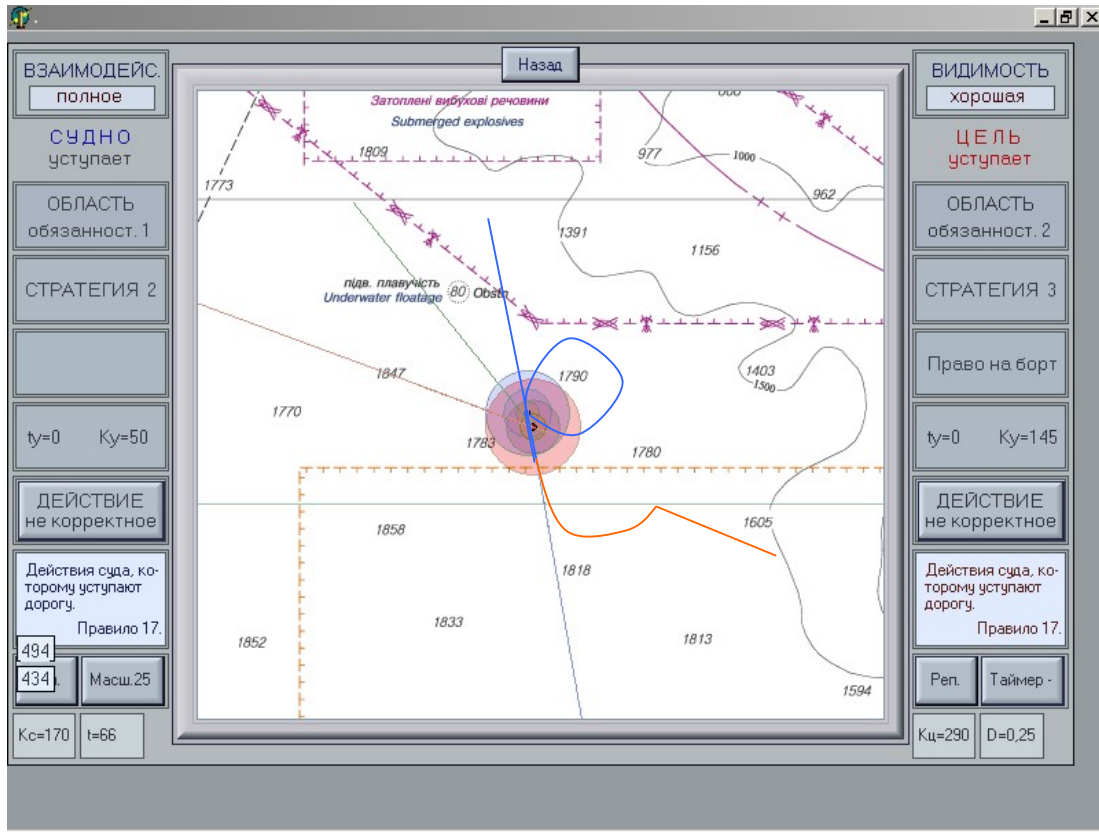 ВЗАИМОДЕЙС.
полное
СУДНО
уступает
ОБЛАСТЬ
обязанност. 1
СТРАТЕГИЯ 2
ty=0 Ky=50
ДЕЙСТВИЕ
не корректное
Действия суда, ко-
торому уступают
дорогу.
Правило 17.
494
434
Масш.25
Kc=170 t=66
Назад
Затоплені вибухові речовини
Submerged explosives
1809
977
1000
962
1773
1391
1156
підв. плавучість
Underwater floatage
80 Obstn
1847
1790
1403
1500
1770
1783
1780
1858
1605
1818
1833
1852
1813
1594
ВИДИМОСТЬ
хорошая
ЦЕЛЬ
уступает
ОБЛАСТЬ
обязанност. 2
СТРАТЕГИЯ 3
Право на борт
ty=0 Ky=145
ДЕЙСТВИЕ
не корректное
Действия суда, ко-
торому уступают
дорогу.
Правило 17.
Реп. Таймер -
Кц=290 D=0,25